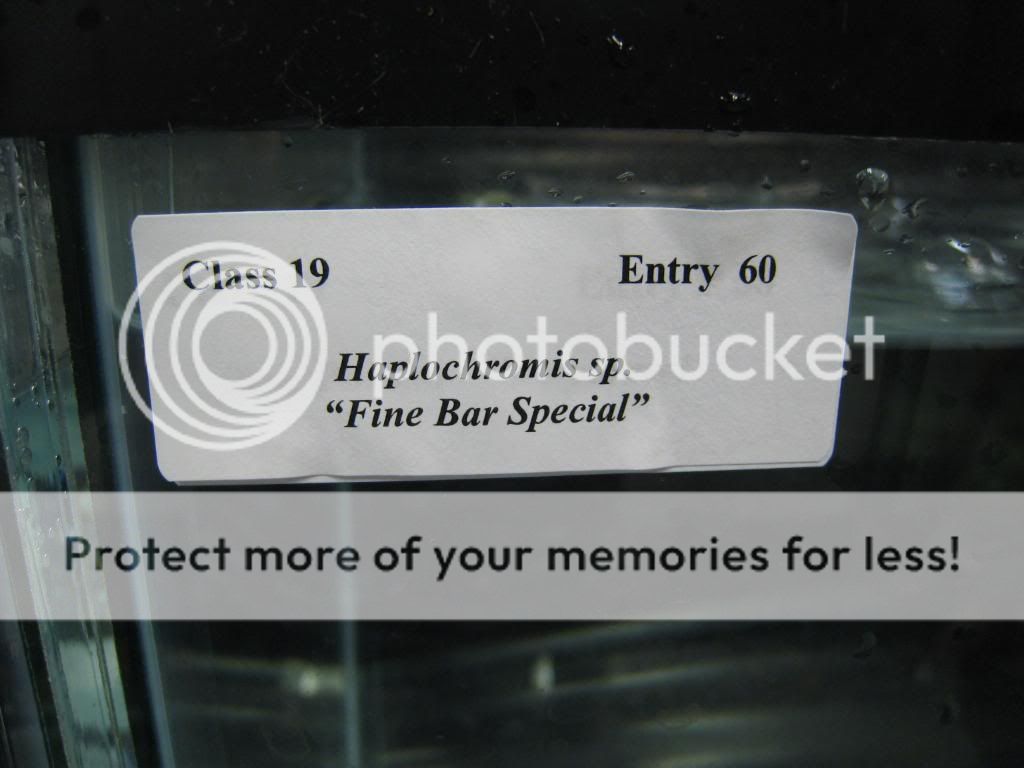 Class 19 Entry 60
Haplochromis sp.
“Fine Bar Special”
photobucket
Protect more of your memories for less!